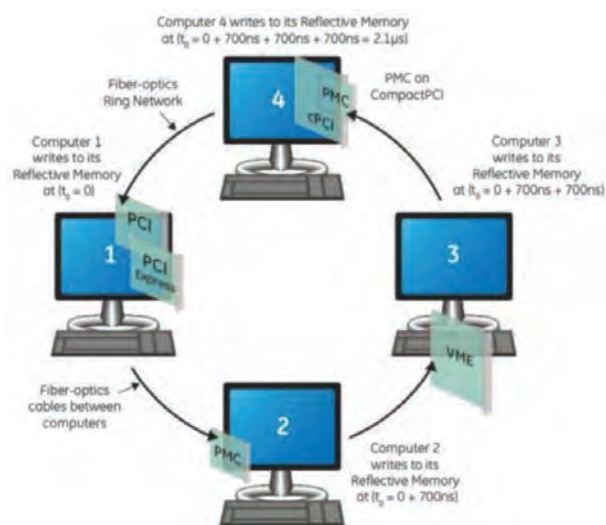 Computer 4 writes to its Reflective Memory
at (t₀ = 0 + 700ns + 700ns + 700ns = 2.1µs)
Fiber-optics
Ring Network
4
PMC
cPCI
PMC on
CompactPCI
Computer 1
writes to its
Reflective Memory
at (t₀ = 0)
Computer 3
writes to its
Reflective Memory
at (t₀ = 0 + 700ns + 700ns)
1
PCI
PCI
Express
3
VME
Fiber-optics
cables between
computers
PMC
2
Computer 2
writes to its
Reflective Memory
at (t₀ = 0 + 700ns)